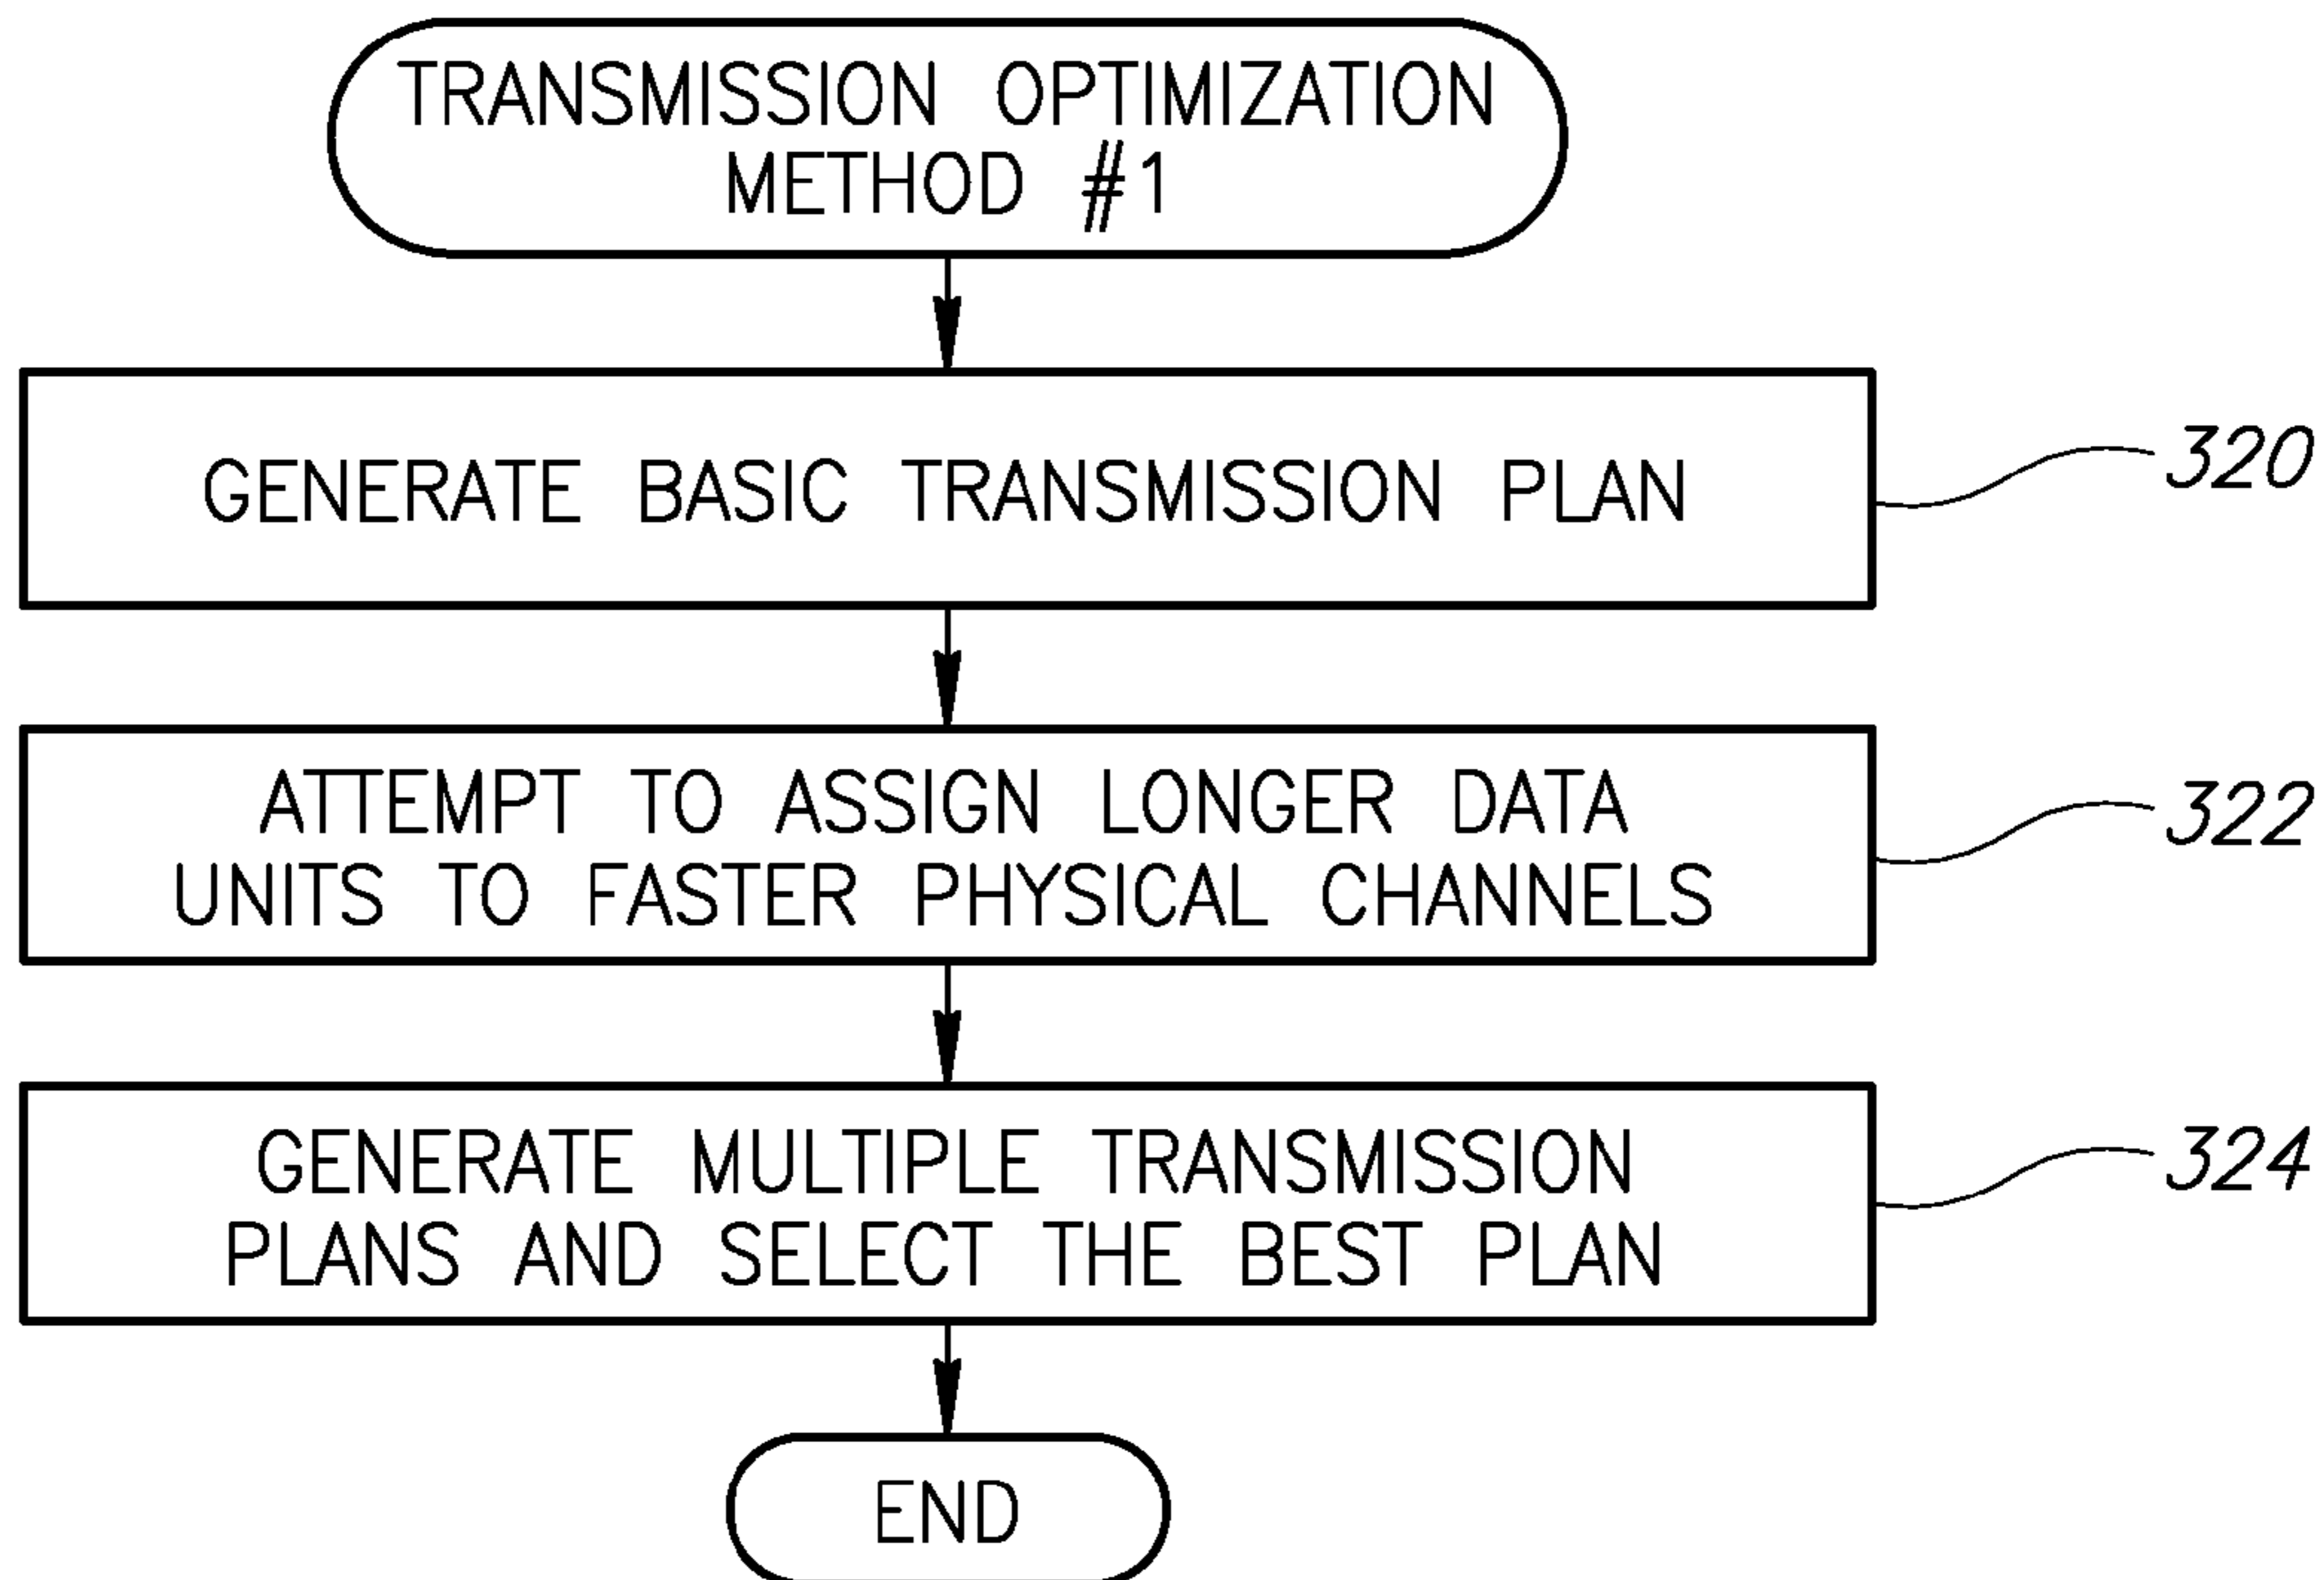 TRANSMISSION OPTIMIZATION
METHOD #1
GENERATE BASIC TRANSMISSION PLAN
320
ATTEMPT TO ASSIGN LONGER DATA
UNITS TO FASTER PHYSICAL CHANNELS
322
GENERATE MULTIPLE TRANSMISSION
PLANS AND SELECT THE BEST PLAN
324
END